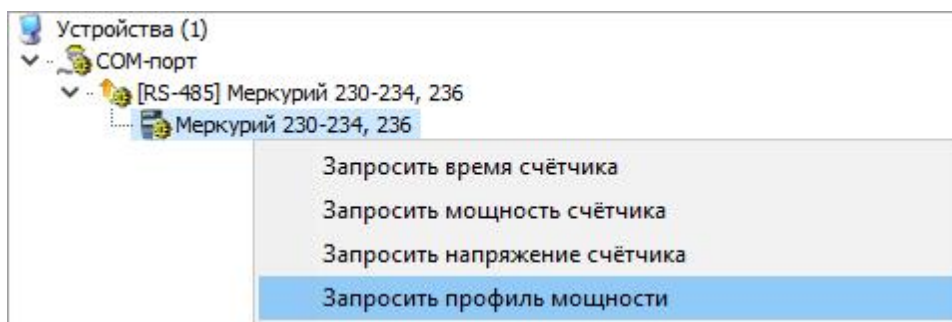 Устройства (1)
COM-порт
[RS-485] Меркурий 230-234, 236
Меркурий 230-234, 236
Запросить время счётчика
Запросить мощность счётчика
Запросить напряжение счётчика
Запросить профиль мощности